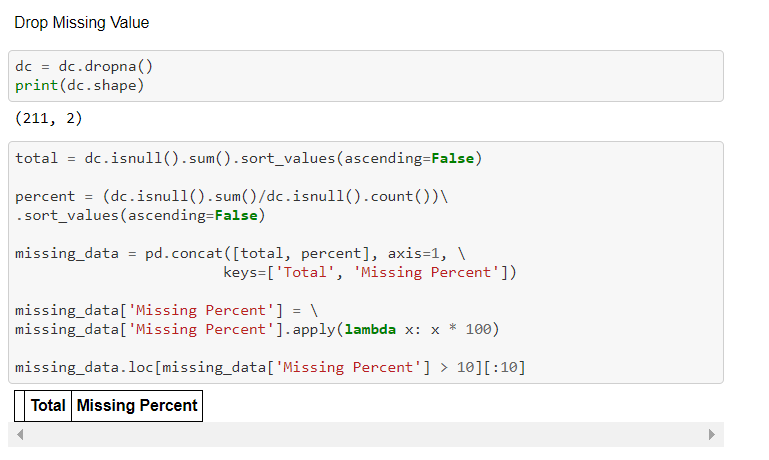 Drop Missing Value
dc = dc.dropna()
print(dc.shape)
(211, 2)
total = dc.isnull().sum().sort_values(ascending=False)
percent = (dc.isnull().sum()/dc.isnull().count())\
.sort_values(ascending=False)
missing_data = pd.concat([total, percent], axis=1, \
keys=['Total', 'Missing Percent'])
missing_data['Missing Percent'] = \
missing_data['Missing Percent'].apply(lambda x: x * 100)
missing_data.loc[missing_data['Missing Percent'] > 10][:10]
Total Missing Percent